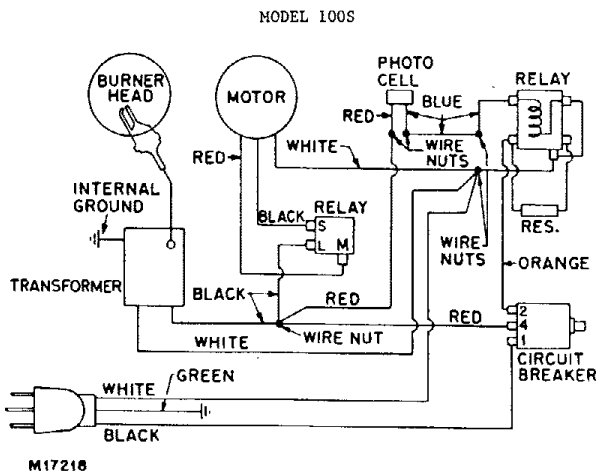 MODEL 100S
BURNER
HEAD
MOTOR
PHOTO
CELL
RELAY
RED
BLUE
WIRE
NUTS
RED
WHITE
INTERNAL
GROUND
BLACK
RELAY
S
L
M
RES.
WIRE
NUTS
ORANGE
TRANSFORMER
BLACK
RED
RED
2
4
1
WIRE NUT
WHITE
CIRCUIT
BREAKER
GREEN
WHITE
BLACK
M17218